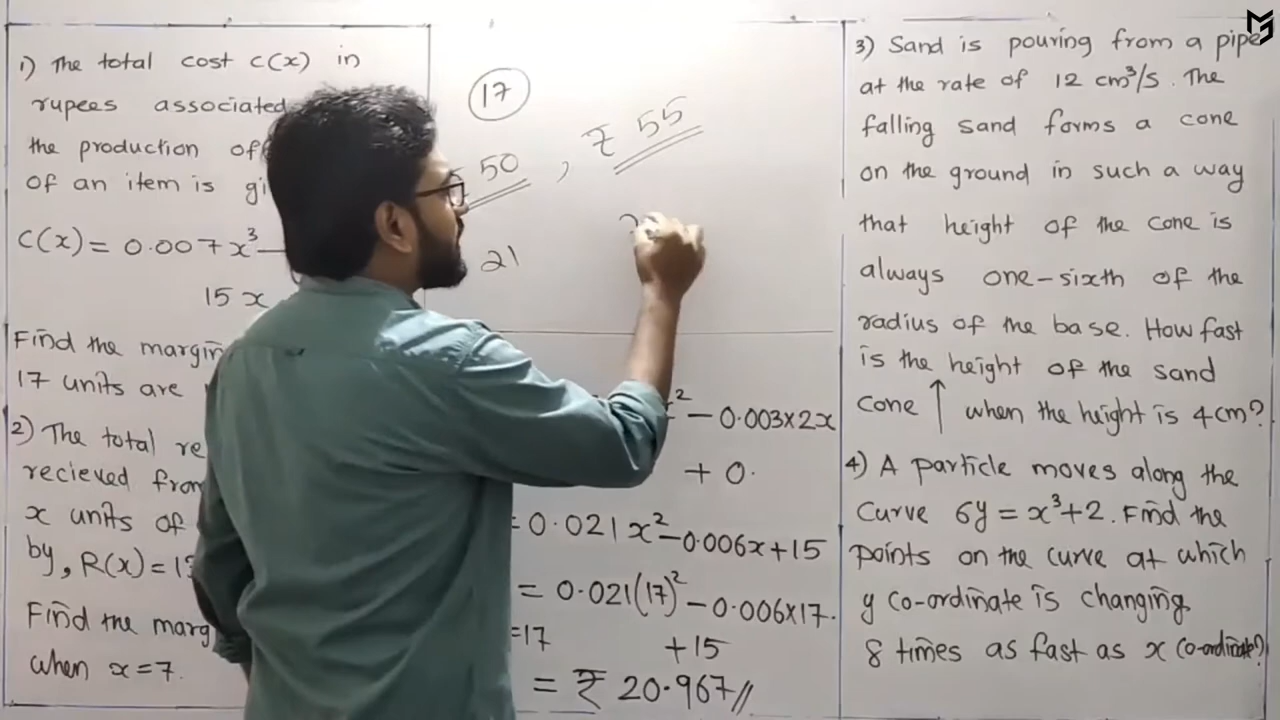 1) The total cost C(x) in
rupees associated
the production of
of an item is gi
C(x) = 0.007x³ —
15x
Find the margin
17 units are
2) The total re
recieved from
x units of
by, R(x) = 13
Find the marg
when x=7.
17
50 , ₹ 55
21
x² – 0.003×2x
+ 0.
= 0.021x² – 0.006x+15
= 0.021(17)² – 0.006×17.
=17
+15
= ₹ 20.967//
3) Sand is pouring from a pipe
at the rate of 12 cm³/s. The
falling sand forms a cone
on the ground in such a way
that height of the cone is
always one-sixth of the
radius of the base. How fast
is the height of the sand
cone ↑ when the height is 4cm?
4) A particle moves along the
curve 6y = x³+2. Find the
points on the curve at which
y co-ordinate is changing
8 times as fast as x co-ordinate?